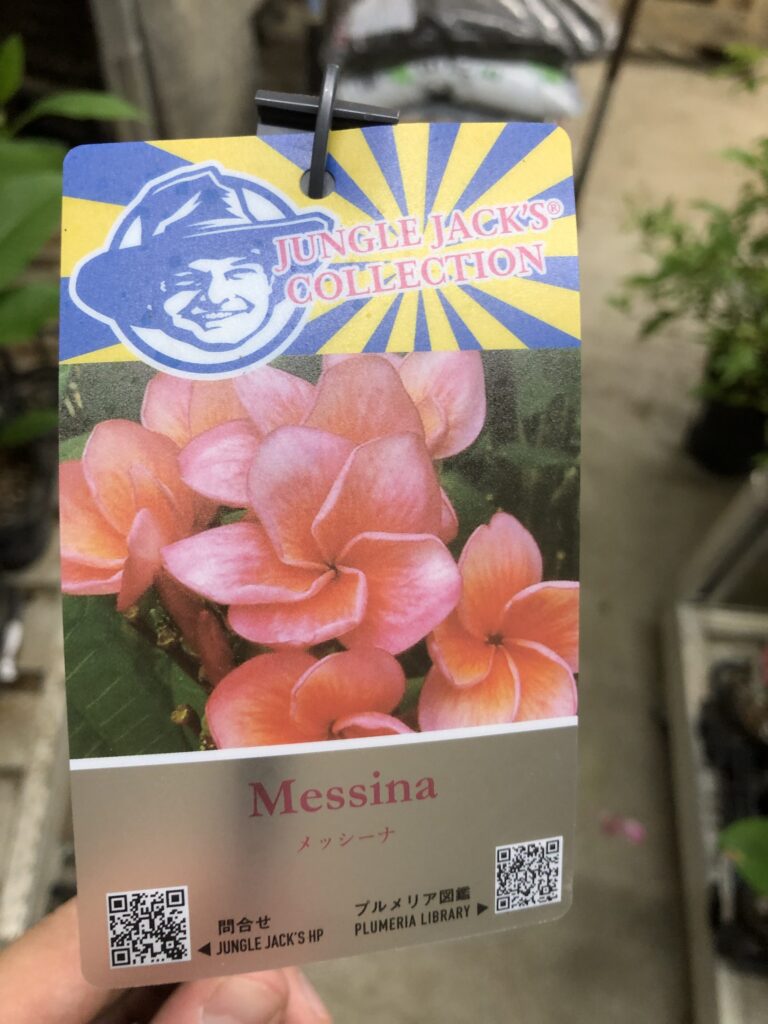 JUNGLE JACK'S®
COLLECTION
Messina
メッシーナ
問合せ
◀ JUNGLE JACK'S HP
プルメリア図鑑
PLUMERIA LIBRARY ▶